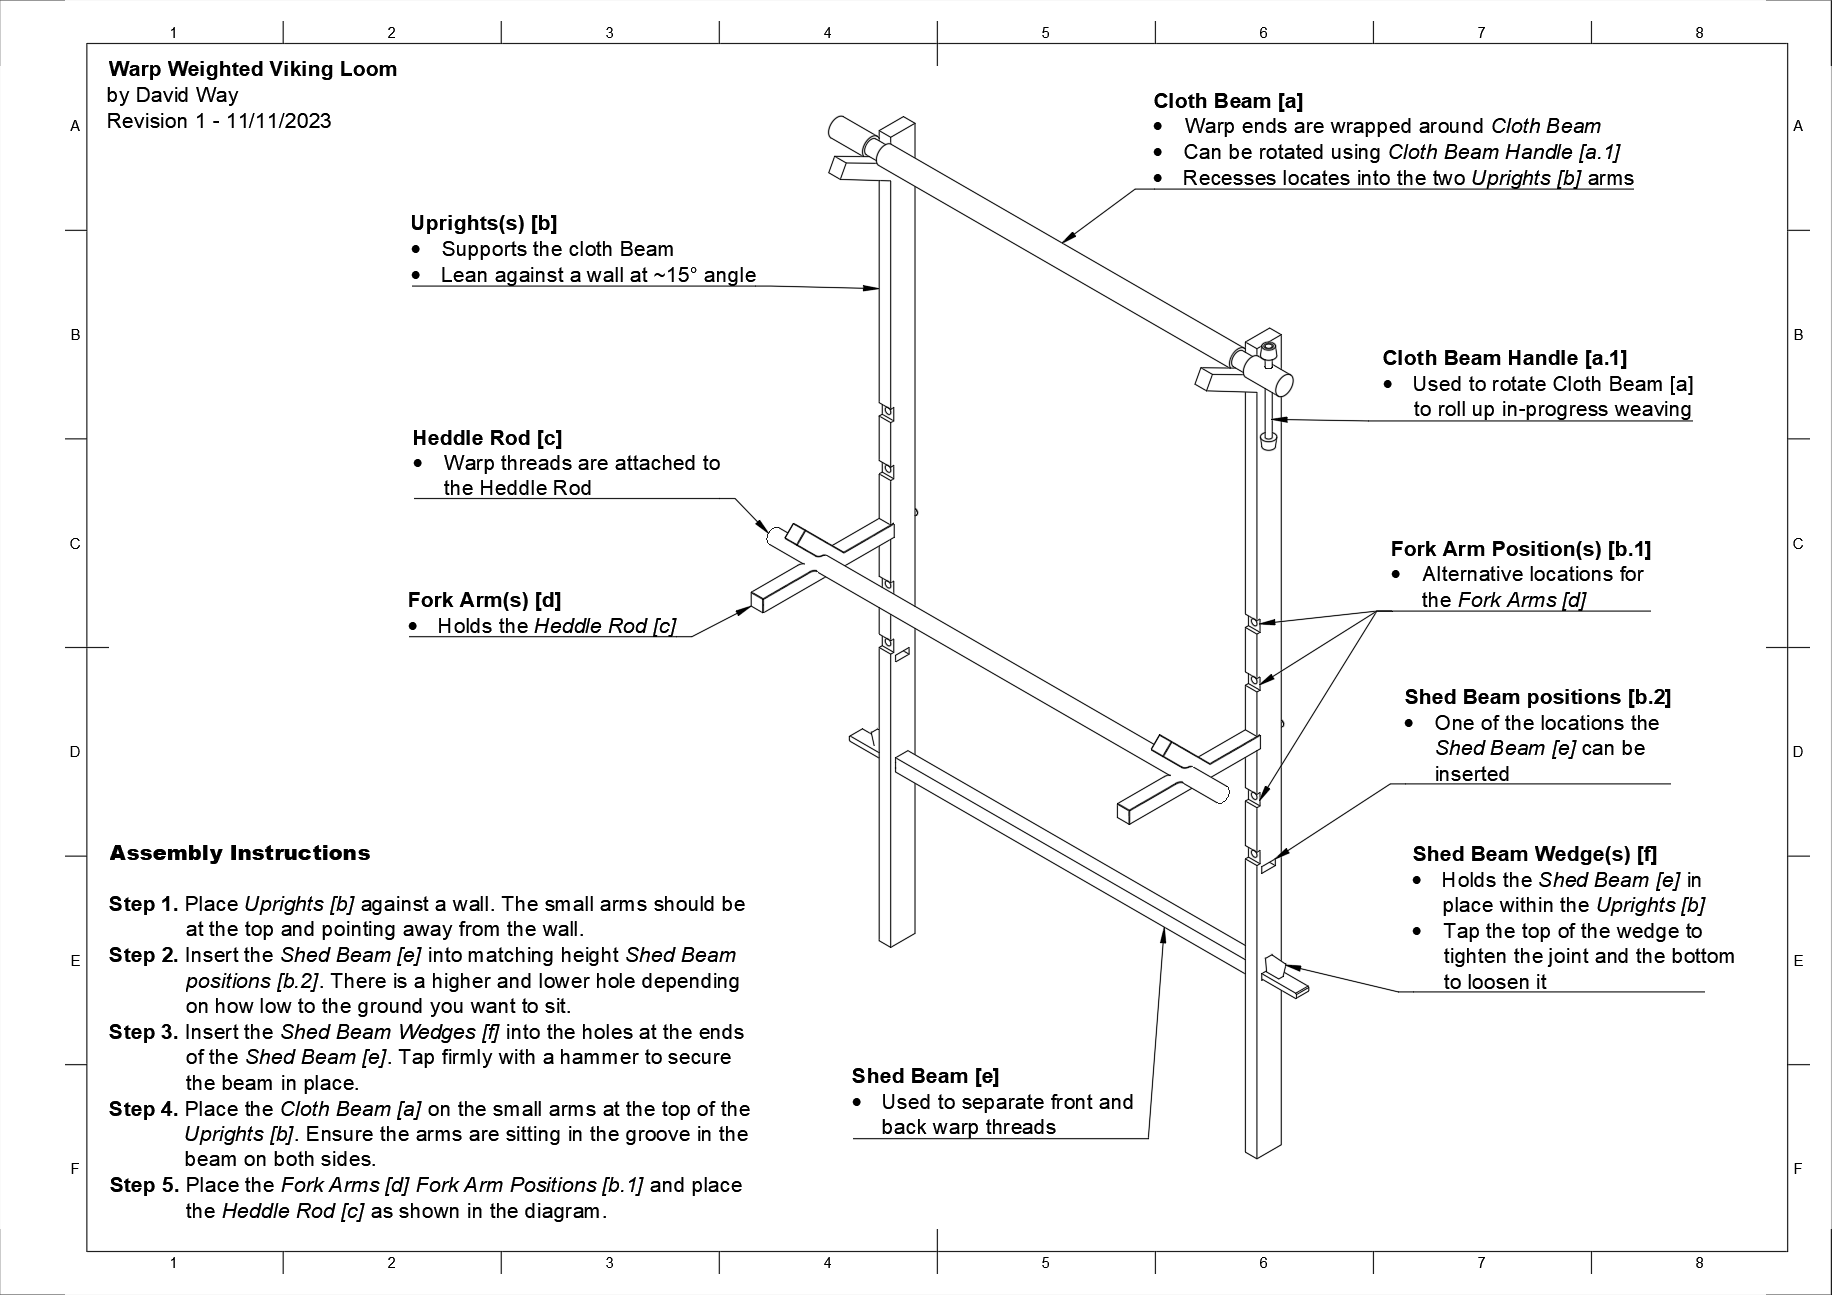 1 2 3 4 5 6 7 8
Warp Weighted Viking Loom
by David Way
Revision 1 - 11/11/2023
A
A
B
B
C
C
D
D
E
E
F
F
Cloth Beam [a]
• Warp ends are wrapped around Cloth Beam
• Can be rotated using Cloth Beam Handle [a.1]
• Recesses locates into the two Uprights [b] arms
Uprights(s) [b]
• Supports the cloth Beam
• Lean against a wall at ~15° angle
Cloth Beam Handle [a.1]
• Used to rotate Cloth Beam [a]
to roll up in-progress weaving
Heddle Rod [c]
• Warp threads are attached to
the Heddle Rod
Fork Arm Position(s) [b.1]
• Alternative locations for
the Fork Arms [d]
Fork Arm(s) [d]
• Holds the Heddle Rod [c]
Shed Beam positions [b.2]
• One of the locations the
Shed Beam [e] can be
inserted
Shed Beam Wedge(s) [f]
• Holds the Shed Beam [e] in
place within the Uprights [b]
• Tap the top of the wedge to
tighten the joint and the bottom
to loosen it
Shed Beam [e]
• Used to separate front and
back warp threads
Assembly Instructions
Step 1. Place Uprights [b] against a wall. The small arms should be
at the top and pointing away from the wall.
Step 2. Insert the Shed Beam [e] into matching height Shed Beam
positions [b.2]. There is a higher and lower hole depending
on how low to the ground you want to sit.
Step 3. Insert the Shed Beam Wedges [f] into the holes at the ends
of the Shed Beam [e]. Tap firmly with a hammer to secure
the beam in place.
Step 4. Place the Cloth Beam [a] on the small arms at the top of the
Uprights [b]. Ensure the arms are sitting in the groove in the
beam on both sides.
Step 5. Place the Fork Arms [d] Fork Arm Positions [b.1] and place
the Heddle Rod [c] as shown in the diagram.
1 2 3 4 5 6 7 8